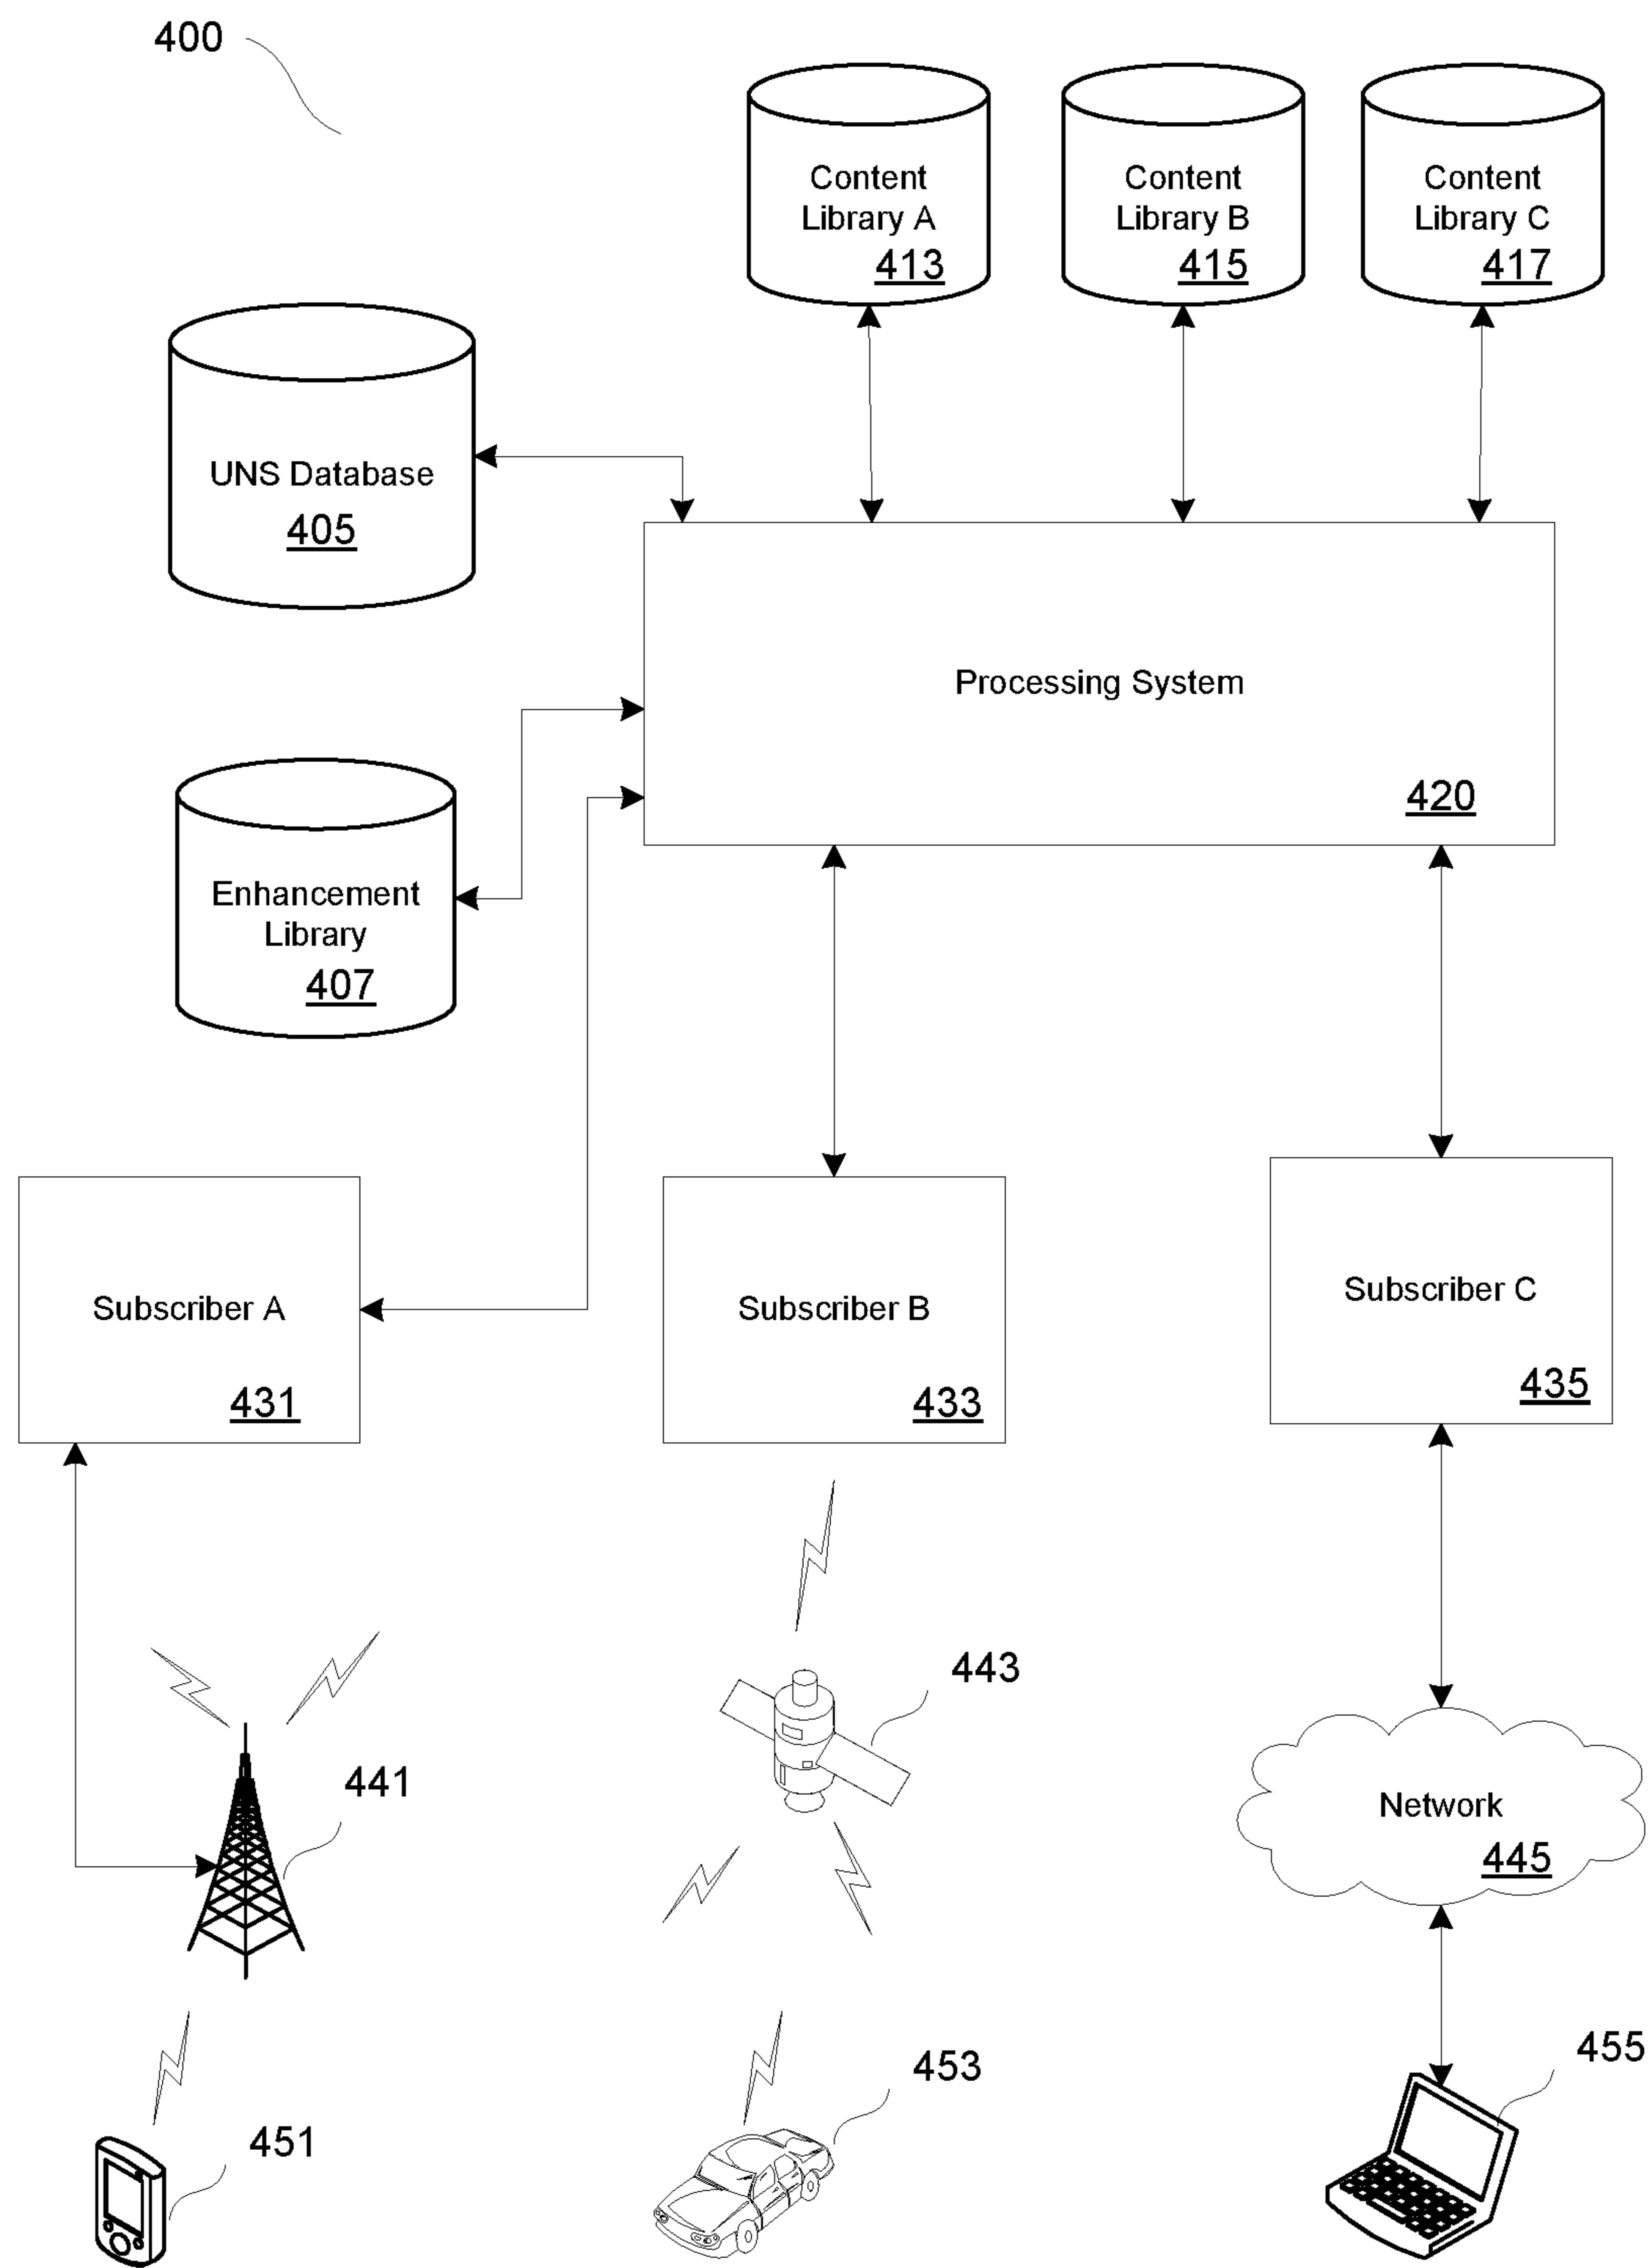 400
Content
Library A
413
Content
Library B
415
Content
Library C
417
UNS Database
405
Processing System
420
Enhancement
Library
407
Subscriber A
431
Subscriber B
433
Subscriber C
435
441
443
Network
445
451
453
455